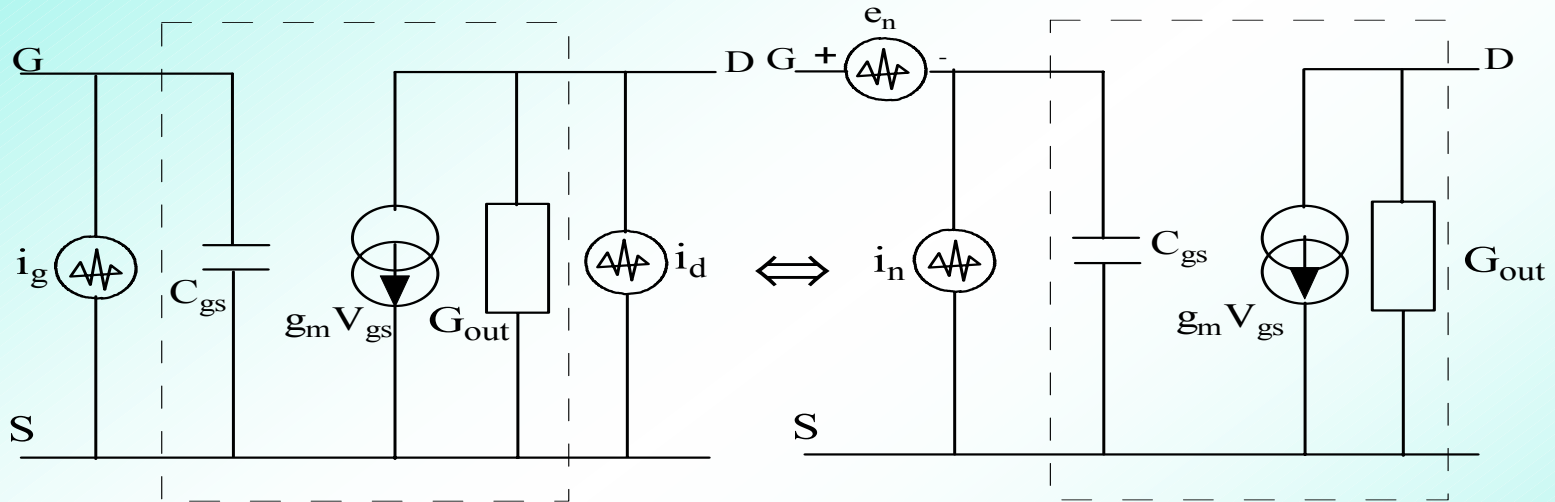 G
D
i_g
C_gs
g_m V_gs
G_out
i_d
S
⇔
e_n
G + -
D
i_n
C_gs
g_m V_gs
G_out
S